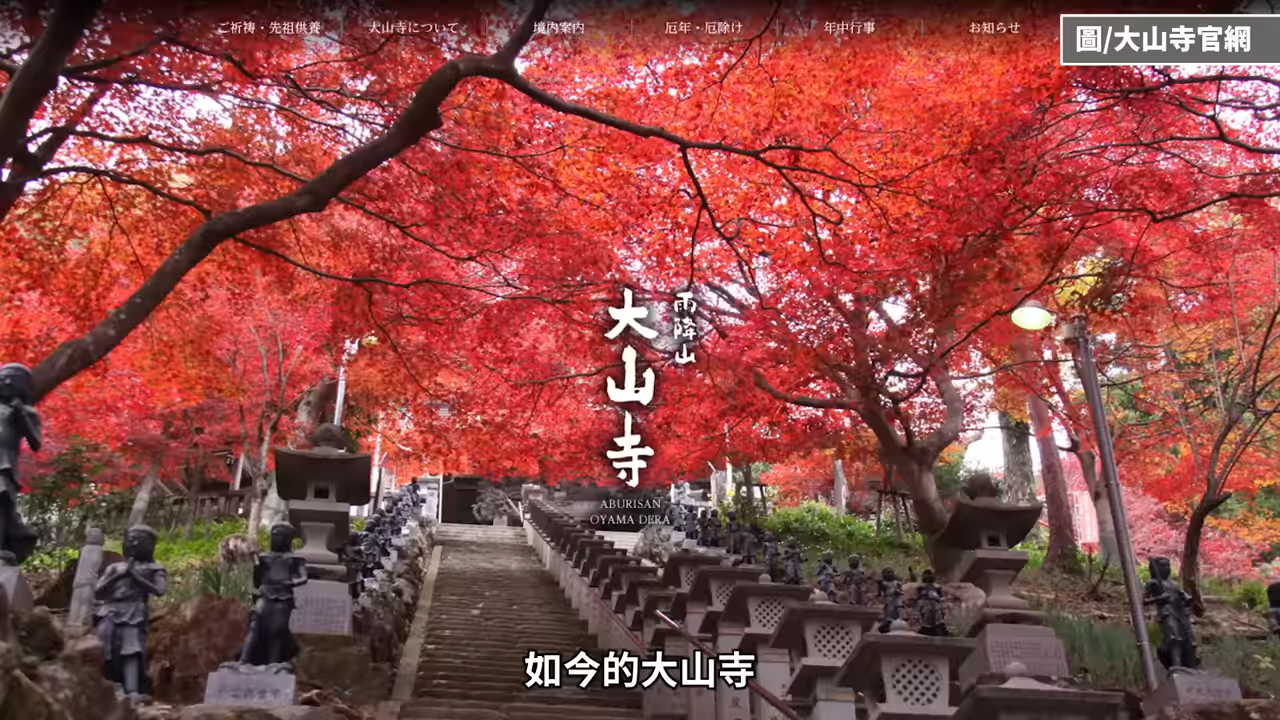 ご祈祷・先祖供養
大山寺について
境内案内
厄年・厄除け
年中行事
お知らせ
圖/大山寺官網
雨降山
大山寺
ABURISAN
OYAMA DERA
如今的大山寺